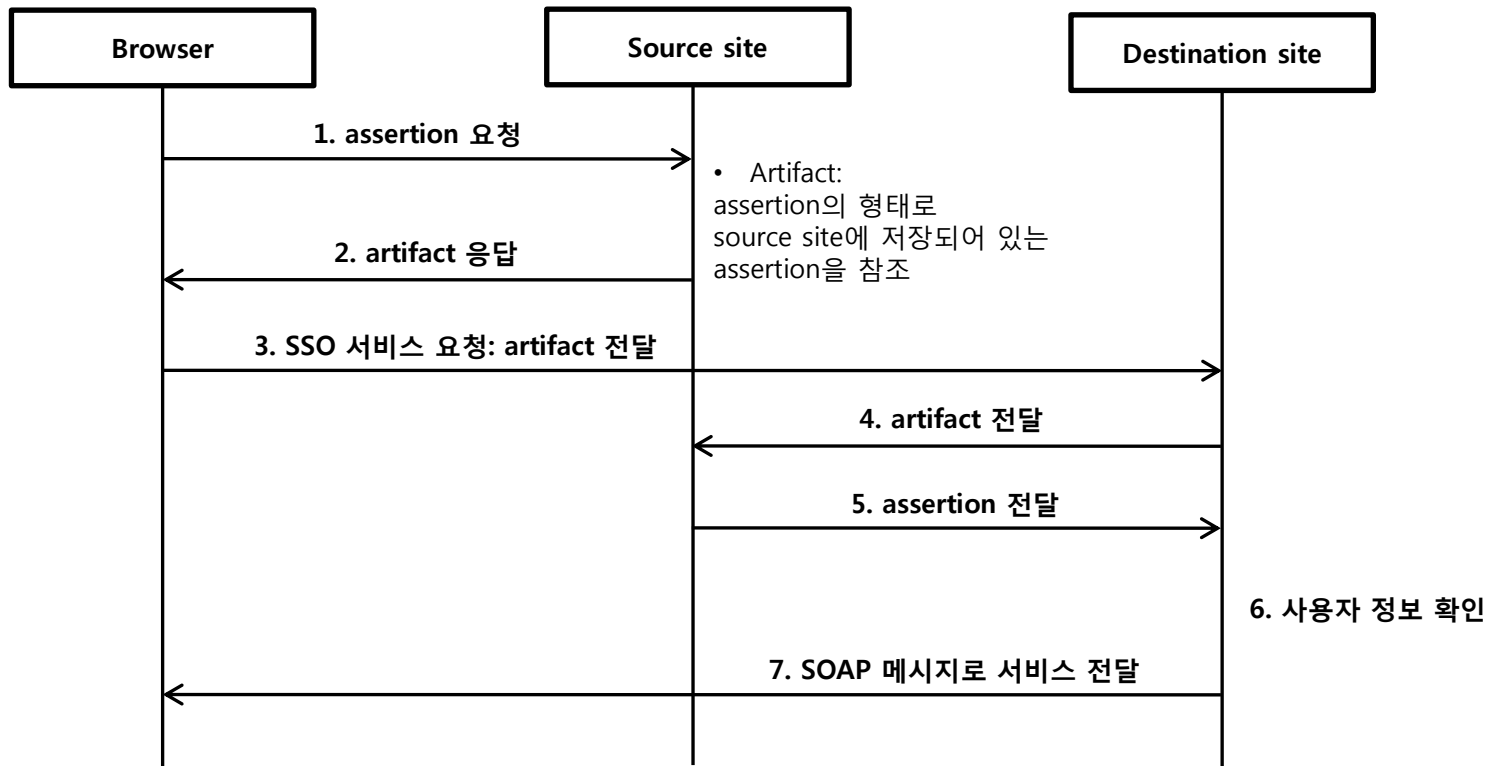 Browser
Source site
Destination site
1. assertion 요청
• Artifact:
assertion의 형태로
source site에 저장되어 있는
assertion을 참조
2. artifact 응답
3. SSO 서비스 요청: artifact 전달
4. artifact 전달
5. assertion 전달
6. 사용자 정보 확인
7. SOAP 메시지로 서비스 전달